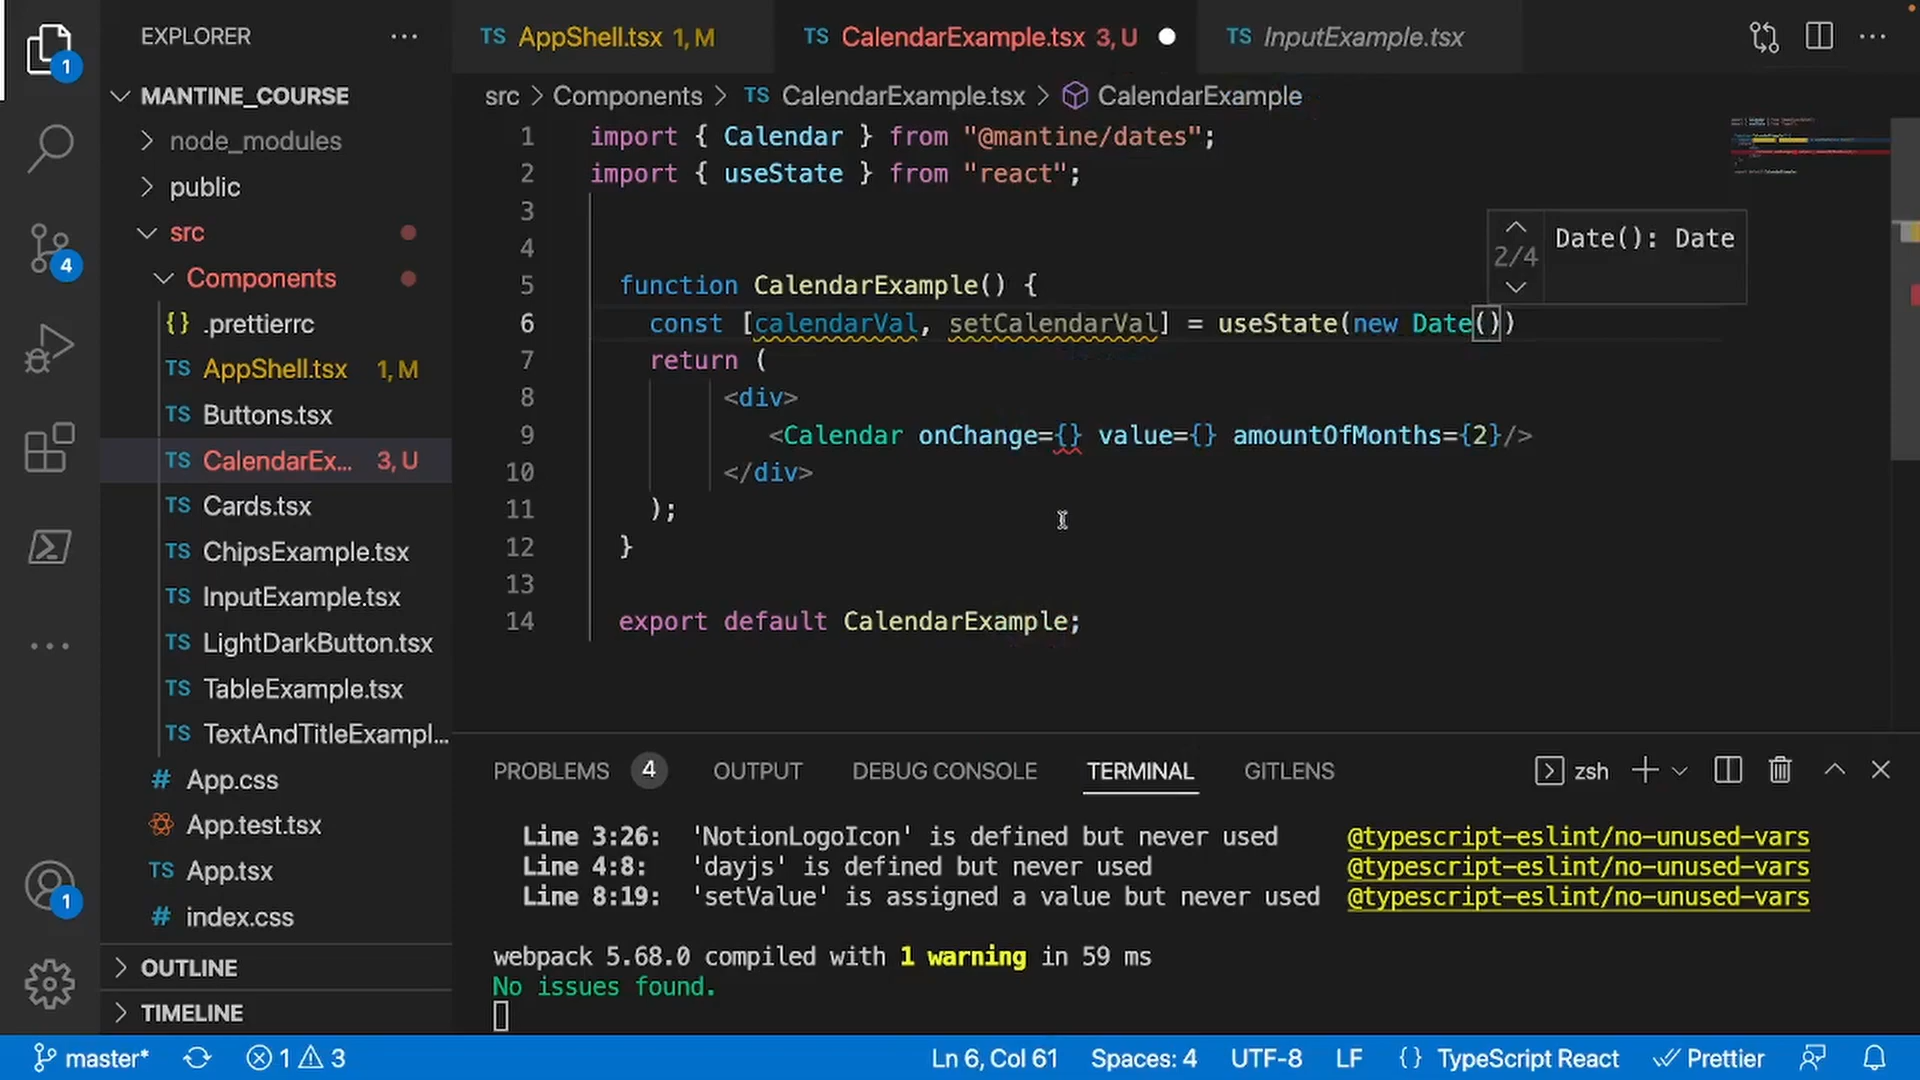 EXPLORER
TS AppShell.tsx 1, M
TS CalendarExample.tsx 3, U
TS InputExample.tsx
1
MANTINE_COURSE
src > Components > TS CalendarExample.tsx > CalendarExample
node_modules
public
src
Components
{} .prettierrc
TS AppShell.tsx 1, M
TS Buttons.tsx
TS CalendarEx... 3, U
TS Cards.tsx
TS ChipsExample.tsx
TS InputExample.tsx
TS LightDarkButton.tsx
TS TableExample.tsx
TS TextAndTitleExampl...
# App.css
App.test.tsx
TS App.tsx
# index.css
OUTLINE
TIMELINE
4
1
1 import { Calendar } from "@mantine/dates";
2 import { useState } from "react";
3
4
5 function CalendarExample() {
6 const [calendarVal, setCalendarVal] = useState(new Date())
7 return (
8 <div>
9 <Calendar onChange={} value={} amountOfMonths={2}/>
10 </div>
11 );
12 }
13
14 export default CalendarExample;
2/4
Date(): Date
PROBLEMS 4 OUTPUT DEBUG CONSOLE TERMINAL GITLENS
zsh
Line 3:26: 'NotionLogoIcon' is defined but never used @typescript-eslint/no-unused-vars
Line 4:8: 'dayjs' is defined but never used @typescript-eslint/no-unused-vars
Line 8:19: 'setValue' is assigned a value but never used @typescript-eslint/no-unused-vars
webpack 5.68.0 compiled with 1 warning in 59 ms
No issues found.
master* 1 3 Ln 6, Col 61 Spaces: 4 UTF-8 LF {} TypeScript React Prettier